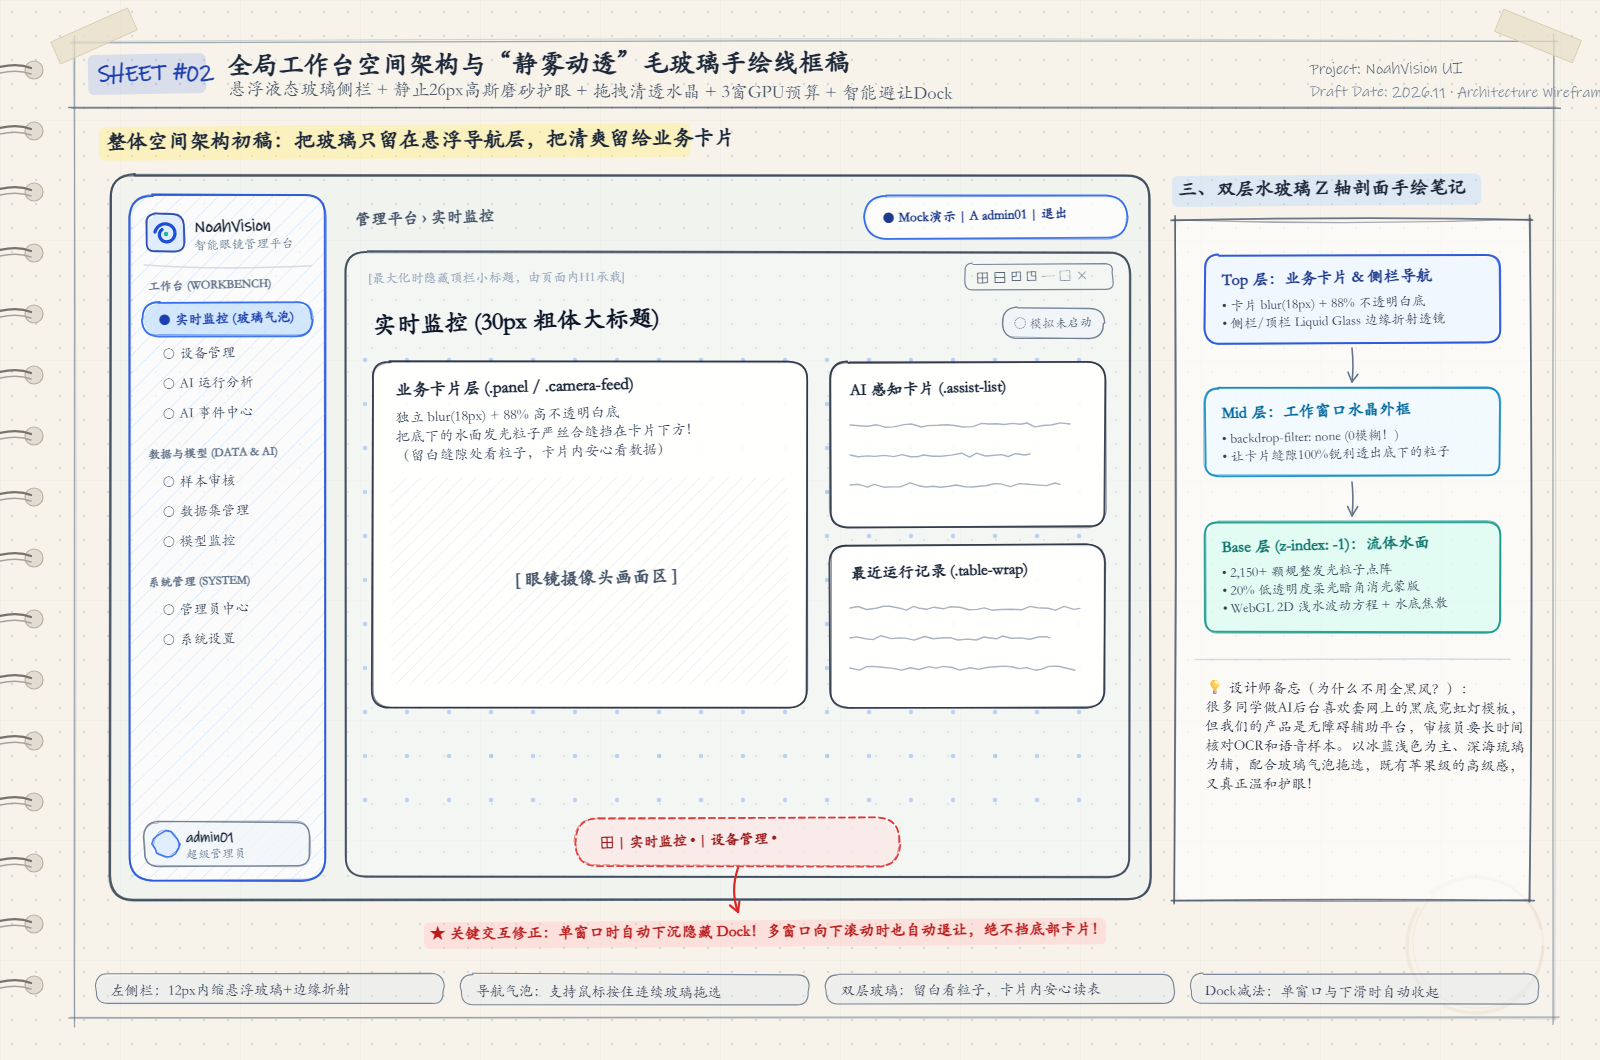 SHEET #02
全局工作台空间架构与“静雾动透”毛玻璃手绘线框稿
悬浮液态玻璃侧栏 + 静止26px高斯磨砂护眼 + 拖拽清透水晶 + 3窗GPU预算 + 智能避让Dock
Project: NoahVision UI
Draft Date: 2026.11 · Architecture Wirefram
整体空间架构初稿：把玻璃只留在悬浮导航层，把清爽留给业务卡片
NoahVision
智能眼镜管理平台
工作台 (WORKBENCH)
● 实时监控 (玻璃气泡)
○ 设备管理
○ AI 运行分析
○ AI 事件中心
数据与模型 (DATA & AI)
○ 样本审核
○ 数据集管理
○ 模型监控
系统管理 (SYSTEM)
○ 管理员中心
○ 系统设置
admin01
超级管理员
管理平台 › 实时监控
● Mock演示 | A admin01 | 退出
[最大化时隐藏顶栏小标题，由页面内H1承载]
田 日 □ □ — □ ×
实时监控 (30px 粗体大标题)
○ 模拟未启动
业务卡片层 (.panel / .camera-feed)
独立 blur(18px) + 88% 高不透明白底
把底下的水面发光粒子严丝合缝挡在卡片下方！
（留白缝隙处看粒子，卡片内安心看数据）
[ 眼镜摄像头画面区 ]
AI 感知卡片 (.assist-list)
最近运行记录 (.table-wrap)
田 | 实时监控 • | 设备管理 •
★ 关键交互修正：单窗口时自动下沉隐藏 Dock！多窗口向下滚动时也自动退让，绝不挡底部卡片！
三、双层水玻璃 Z 轴剖面手绘笔记
Top 层：业务卡片 & 侧栏导航
• 卡片 blur(18px) + 88% 不透明白底
• 侧栏/顶栏 Liquid Glass 边缘折射透镜
Mid 层：工作窗口水晶外框
• backdrop-filter: none (0模糊！)
• 让卡片缝隙100%锐利透出底下的粒子
Base 层 (z-index: -1)：流体水面
• 2,150+ 颗规整发光粒子点阵
• 20% 低透明度柔光暗角消光蒙版
• WebGL 2D 浅水波动方程 + 水底焦散
💡 设计师备忘（为什么不用全黑风？）：
很多同学做AI后台喜欢套网上的黑底霓虹灯模板，
但我们的产品是无障碍辅助平台，审核员要长时间
核对OCR和语音样本。以冰蓝浅色为主、深海琉璃
为辅，配合玻璃气泡拖选，既有苹果级的高级感，
又真正温和护眼！
左侧栏：12px内缩悬浮玻璃+边缘折射
导航气泡：支持鼠标按住连续玻璃拖选
双层玻璃：留白看粒子，卡片内安心读表
Dock减法：单窗口与下滑时自动收起